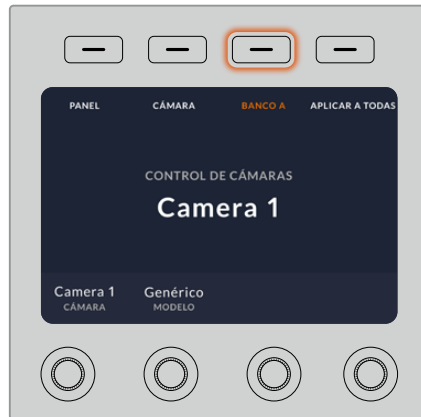 PANEL CÁMARA BANCO A APLICAR A TODAS
CONTROL DE CÁMARAS
Camera 1
Camera 1 Genérico
CÁMARA MODELO